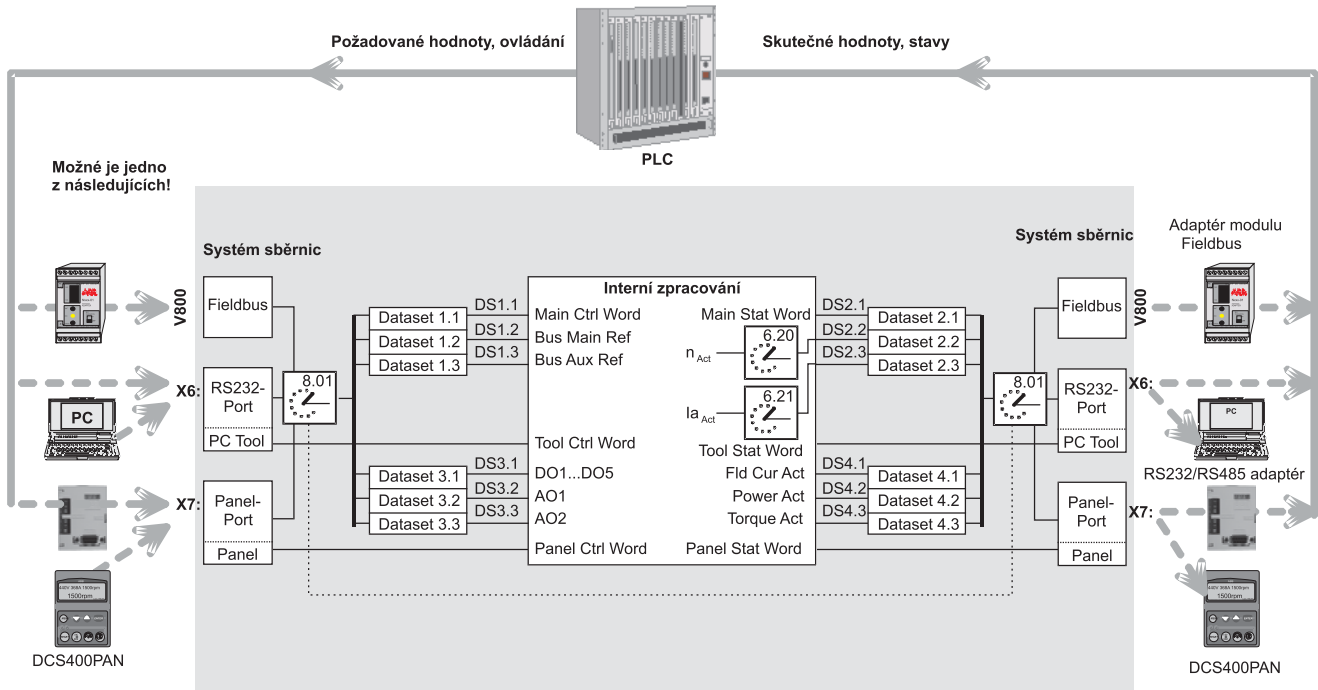 Požadované hodnoty, ovládání
Skutečné hodnoty, stavy
PLC
Možné je jedno
z následujících!
Systém sběrnic
V800
Fieldbus
X6:
RS232-
Port
PC Tool
PC
X7:
Panel-
Port
Panel
440V 368A 1500rpm
1500rpm
DCS400PAN
8.01
Dataset 1.1
Dataset 1.2
Dataset 1.3
Dataset 3.1
Dataset 3.2
Dataset 3.3
DS1.1
DS1.2
DS1.3
DS3.1
DS3.2
DS3.3
Interní zpracování
Main Ctrl Word
Bus Main Ref
Bus Aux Ref
Tool Ctrl Word
DO1...DO5
AO1
AO2
Panel Ctrl Word
Main Stat Word
n Act
6.20
Ia Act
6.21
Tool Stat Word
Fld Cur Act
Power Act
Torque Act
Panel Stat Word
DS2.1
DS2.2
DS2.3
DS4.1
DS4.2
DS4.3
Dataset 2.1
Dataset 2.2
Dataset 2.3
Dataset 4.1
Dataset 4.2
Dataset 4.3
8.01
Systém sběrnic
Fieldbus
V800
RS232-
Port
PC Tool
X6:
Panel-
Port
Panel
X7:
Adaptér modulu
Fieldbus
PC
RS232/RS485 adaptér
440V 368A 1500rpm
1500rpm
DCS400PAN